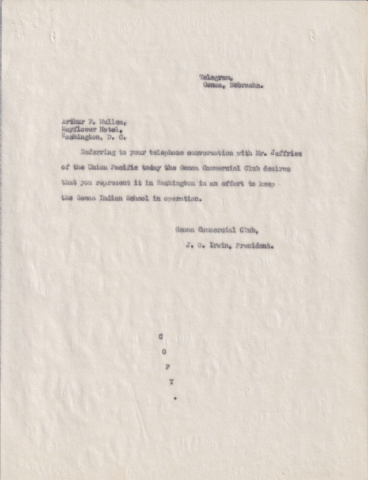 Telegram,
Genoa, Nebraska.
Arthur F. Mullen,
Mayflower Hotel,
Washington, D. C.
Referring to your telephone conversation with Mr. Jeffries
of the Union Pacific today the Genoa Commercial Club desires
that you represent it in Washington in an effort to keep
the Genoa Indian School in operation.
Genoa Commercial Club,
J. G. Irwin, President.
C
O
P
Y
.